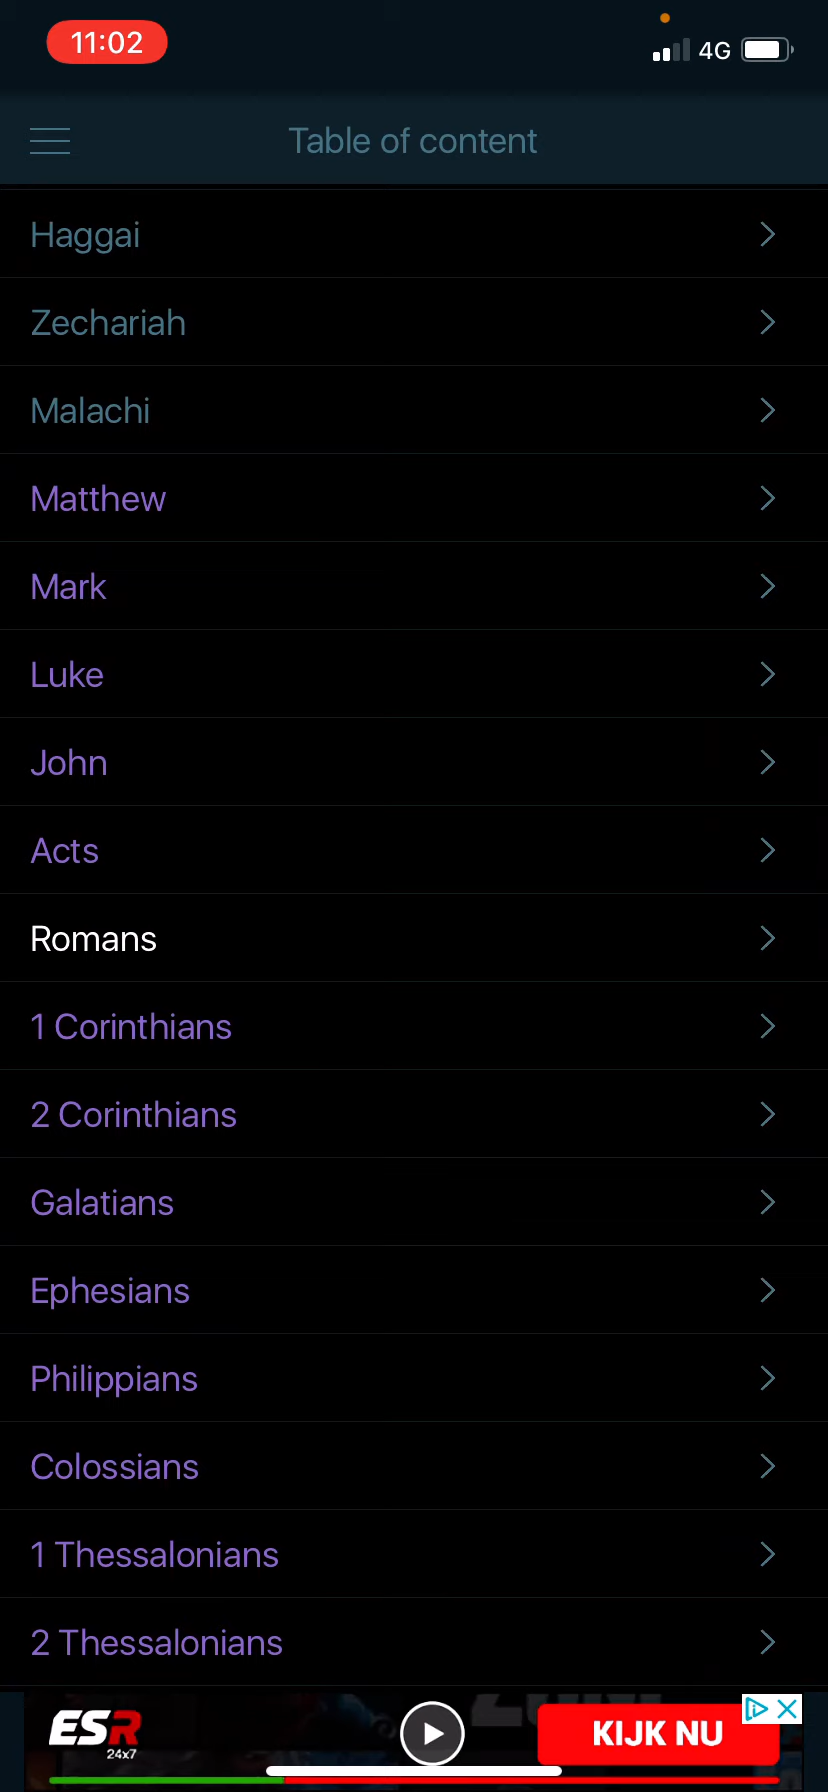 11:02
4G
Table of content
Haggai
Zechariah
Malachi
Matthew
Mark
Luke
John
Acts
Romans
1 Corinthians
2 Corinthians
Galatians
Ephesians
Philippians
Colossians
1 Thessalonians
2 Thessalonians
ESR
24x7
KIJK NU